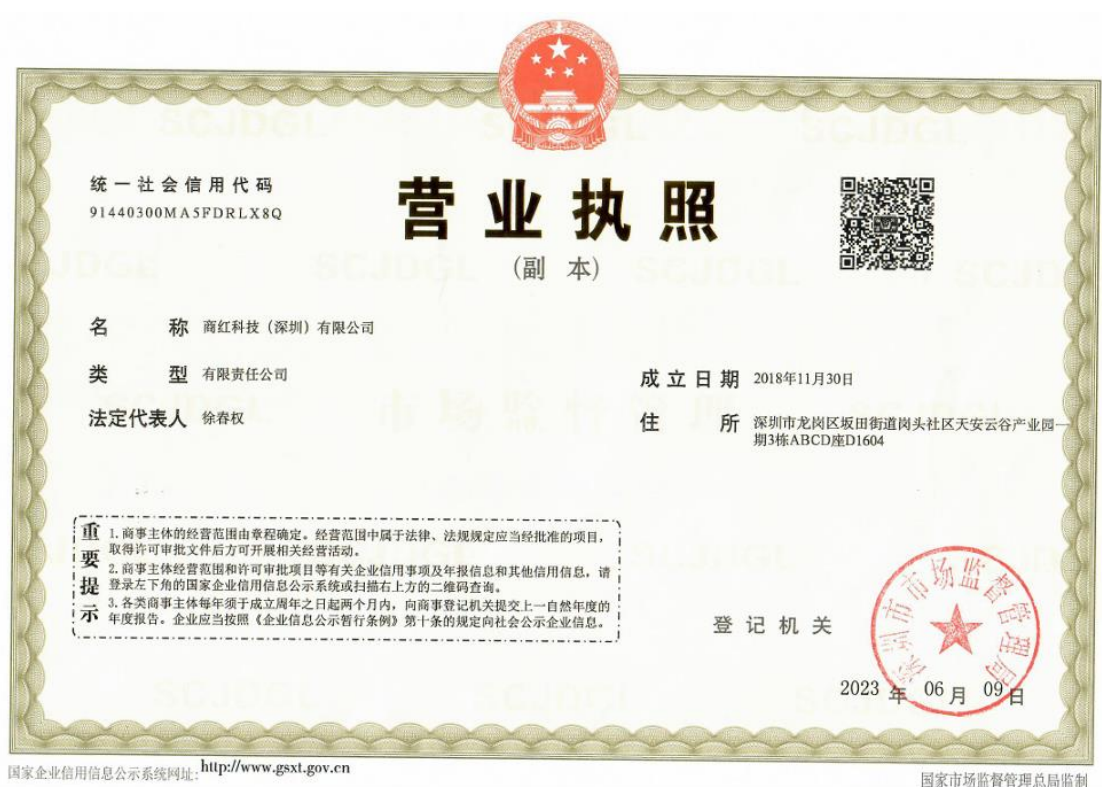 统一社会信用代码
91440300MA5FDRLX8Q
营业执照
(副 本)
名 称 商红科技（深圳）有限公司
类 型 有限责任公司
法定代表人 徐春权
成立日期 2018年11月30日
住 所 深圳市龙岗区坂田街道岗头社区天安云谷产业园一
期3栋ABCD座D1604
重要提示
1. 商事主体的经营范围由章程确定。经营范围中属于法律、法规规定应当经批准的项目，
取得许可审批文件后方可开展相关经营活动。
2. 商事主体经营范围和许可审批项目等有关企业信用事项及年报信息和其他信用信息，请
登录左下角的国家企业信用信息公示系统或扫描右上方的二维码查询。
3. 各类商事主体每年须于成立周年之日起两个月内，向商事登记机关提交上一自然年度的
年度报告。企业应当按照《企业信息公示暂行条例》第十条的规定向社会公示企业信息。
登记机关
深圳市市场监督管理局
2023 年 06 月 09 日
国家企业信用信息公示系统网址: http://www.gsxt.gov.cn
国家市场监督管理总局监制
SCJDGL